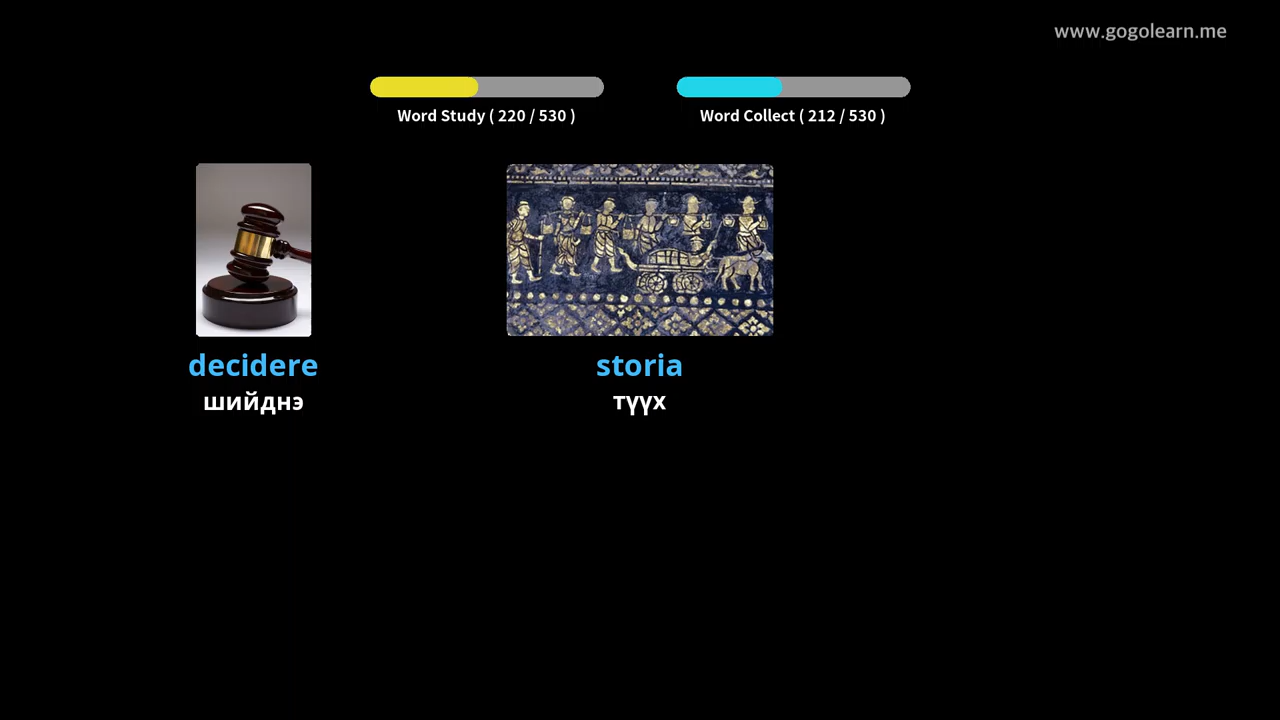 www.gogolearn.me
Word Study ( 220 / 530 )
Word Collect ( 212 / 530 )
decidere
шийднэ
storia
түүх